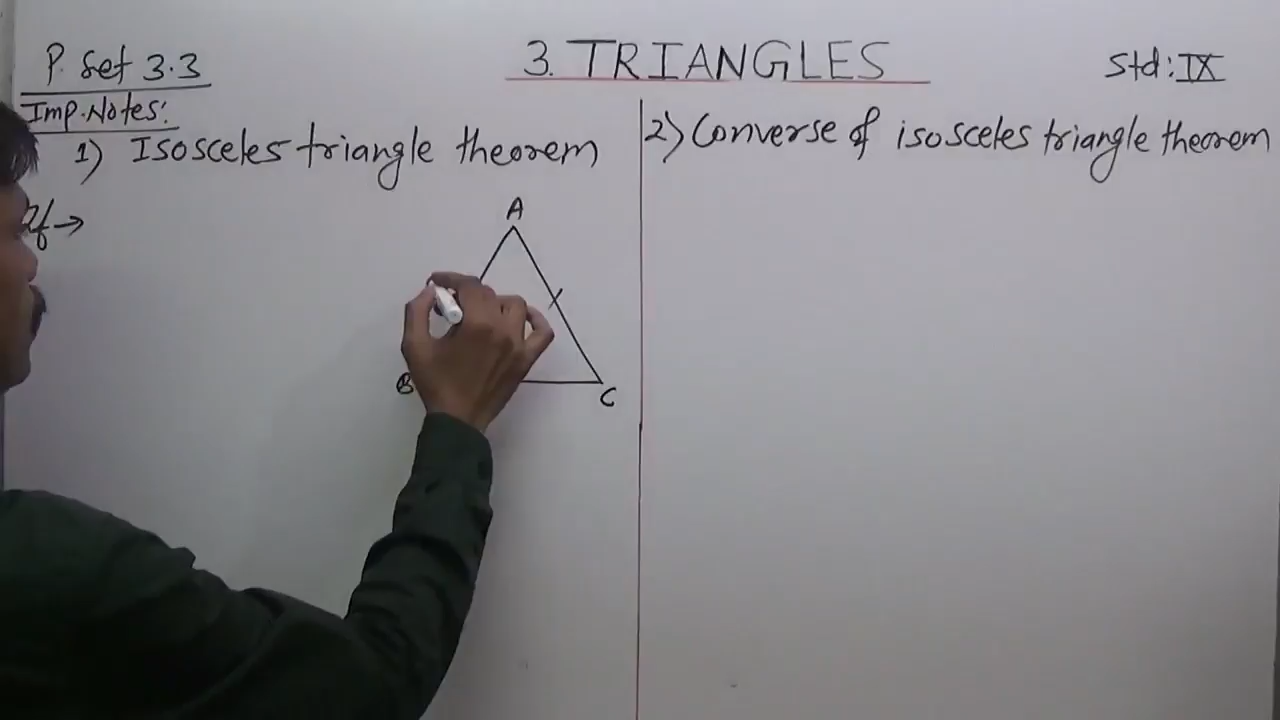 P. Set 3.3
3. TRIANGLES
Std: IX
Imp. Notes:
1) Isosceles triangle theorem
If →
A
B
C
2) Converse of isosceles triangle theorem